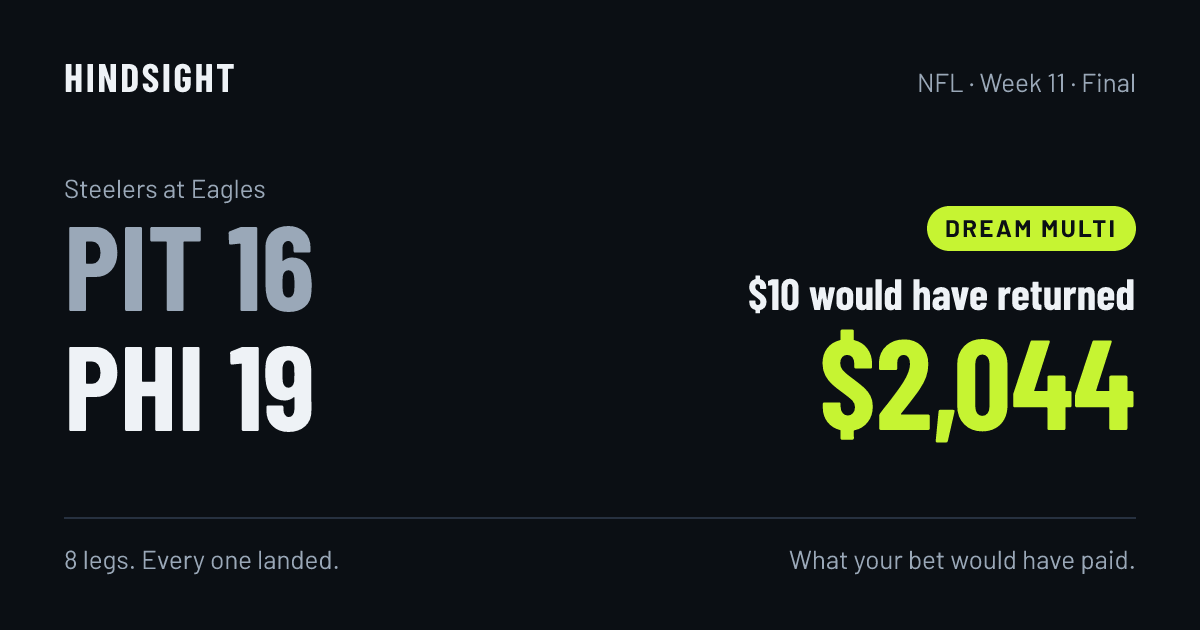 HINDSIGHT
NFL · Week 11 · Final
Steelers at Eagles
PIT 16
PHI 19
DREAM MULTI
$10 would have returned
$2,044
8 legs. Every one landed.
What your bet would have paid.